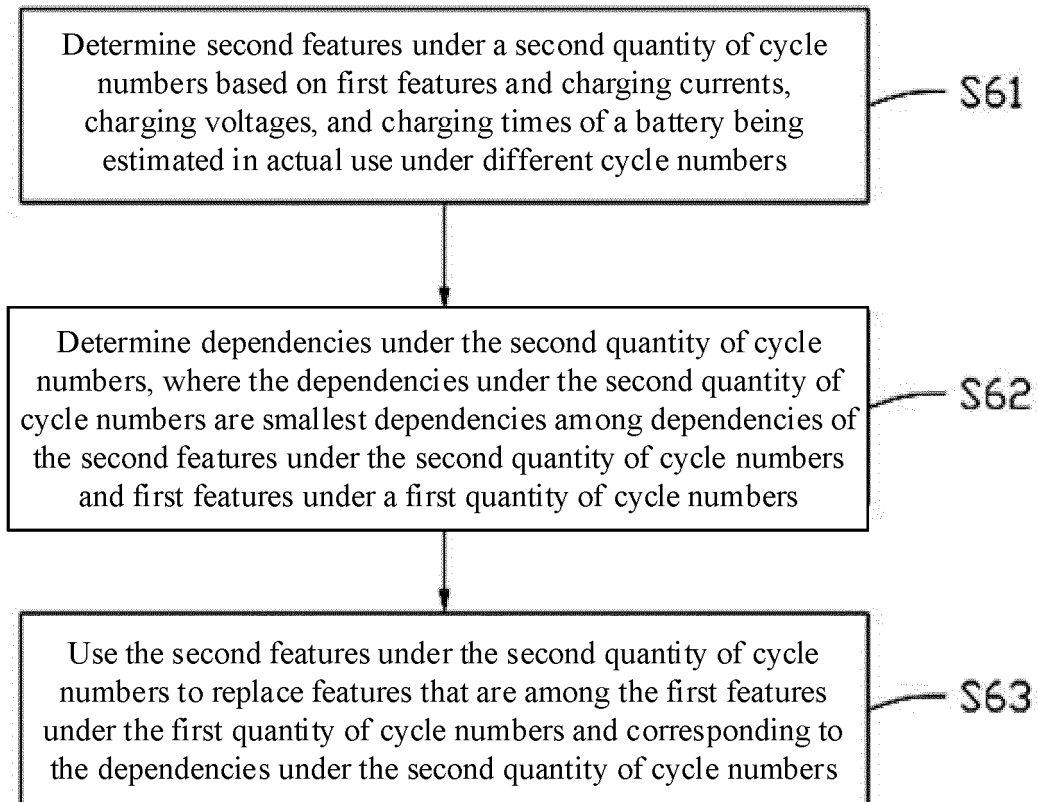 Determine second features under a second quantity of cycle
numbers based on first features and charging currents,
charging voltages, and charging times of a battery being
estimated in actual use under different cycle numbers
S61
Determine dependencies under the second quantity of cycle
numbers, where the dependencies under the second quantity of
cycle numbers are smallest dependencies among dependencies of
the second features under the second quantity of cycle numbers
and first features under a first quantity of cycle numbers
S62
Use the second features under the second quantity of cycle
numbers to replace features that are among the first features
under the first quantity of cycle numbers and corresponding to
the dependencies under the second quantity of cycle numbers
S63